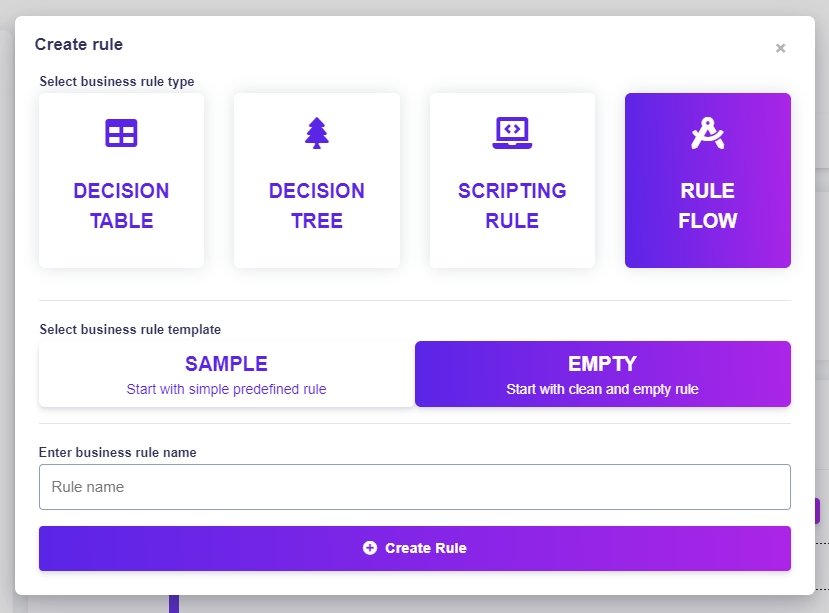 Create rule
×
Select business rule type
DECISION
TABLE
DECISION
TREE
SCRIPTING
RULE
RULE
FLOW
Select business rule template
SAMPLE
Start with simple predefined rule
EMPTY
Start with clean and empty rule
Enter business rule name
Rule name
Create Rule